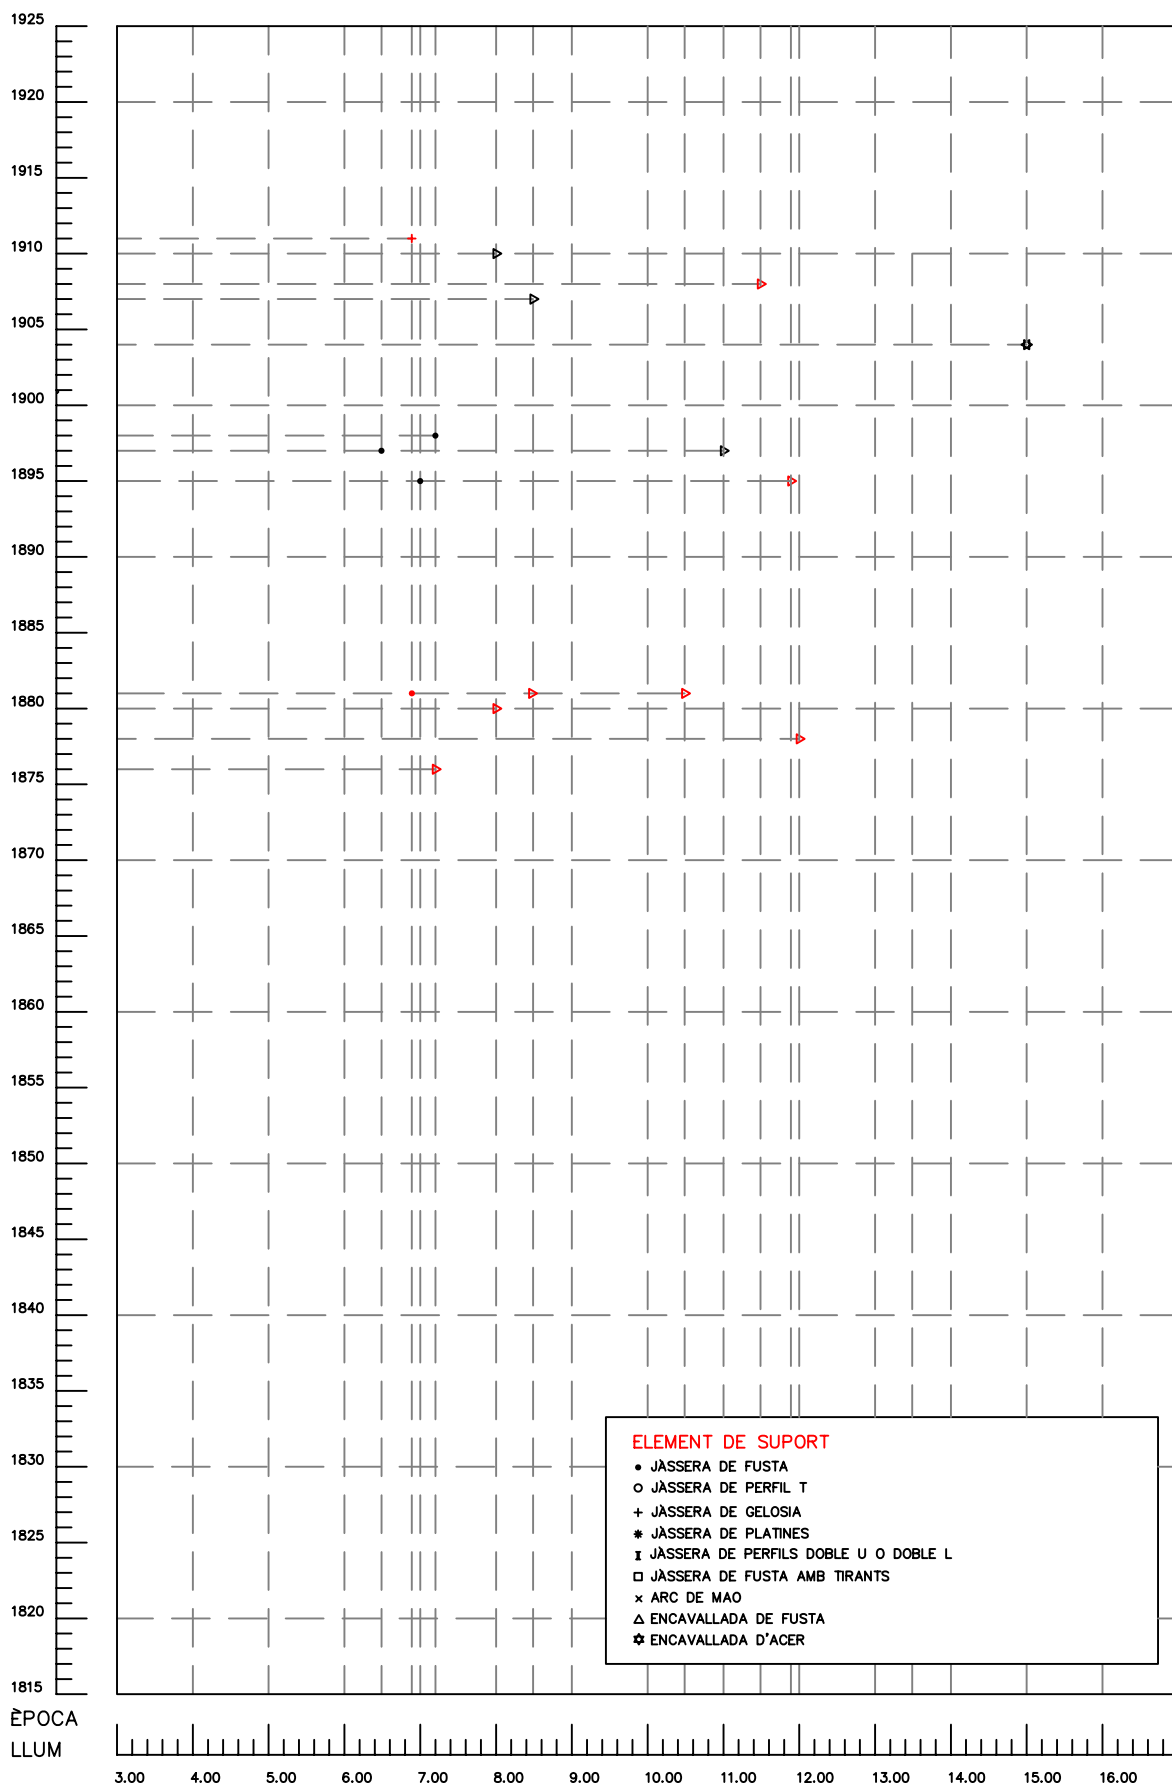 1925
1920
1915
1910
1905
1900
1895
1890
1885
1880
1875
1870
1865
1860
1855
1850
1845
1840
1835
1830
1825
1820
1815
ELEMENT DE SUPORT
JÀSSERA DE FUSTA
JÀSSERA DE PERFIL T
JÀSSERA DE GELOSIA
JÀSSERA DE PLATINES
JÀSSERA DE PERFILS DOBLE U O DOBLE L
JÀSSERA DE FUSTA AMB TIRANTS
ARC DE MAO
ENCAVALLADA DE FUSTA
ENCAVALLADA D'ACER
ÈPOCA
LLUM
3.00 4.00 5.00 6.00 7.00 8.00 9.00 10.00 11.00 12.00 13.00 14.00 15.00 16.00